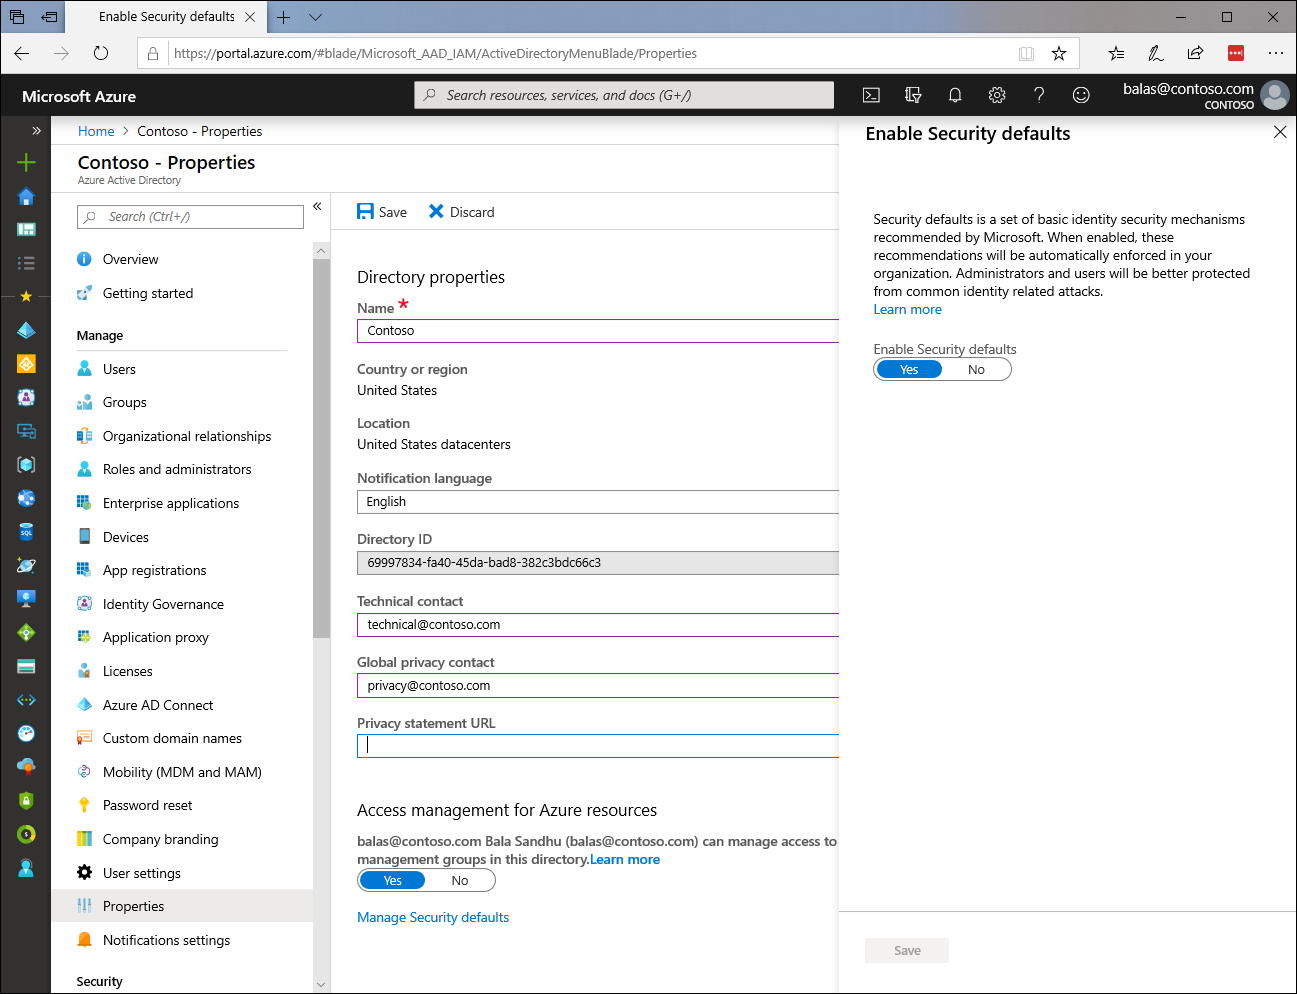 Enable Security defaults
https://portal.azure.com/#blade/Microsoft_AAD_IAM/ActiveDirectoryMenuBlade/Properties
Microsoft Azure
Search resources, services, and docs (G+/)
balas@contoso.com
CONTOSO
Home > Contoso - Properties
Contoso - Properties
Azure Active Directory
Search (Ctrl+/)
Overview
Getting started
Manage
Users
Groups
Organizational relationships
Roles and administrators
Enterprise applications
Devices
App registrations
Identity Governance
Application proxy
Licenses
Azure AD Connect
Custom domain names
Mobility (MDM and MAM)
Password reset
Company branding
User settings
Properties
Notifications settings
Security
Save
Discard
Directory properties
Name *
Contoso
Country or region
United States
Location
United States datacenters
Notification language
English
Directory ID
69997834-fa40-45da-bad8-382c3bdc66c3
Technical contact
technical@contoso.com
Global privacy contact
privacy@contoso.com
Privacy statement URL
Access management for Azure resources
balas@contoso.com Bala Sandhu (balas@contoso.com) can manage access to
management groups in this directory.Learn more
Yes No
Manage Security defaults
Enable Security defaults
Security defaults is a set of basic identity security mechanisms
recommended by Microsoft. When enabled, these
recommendations will be automatically enforced in your
organization. Administrators and users will be better protected
from common identity related attacks.
Learn more
Enable Security defaults
Yes No
Save